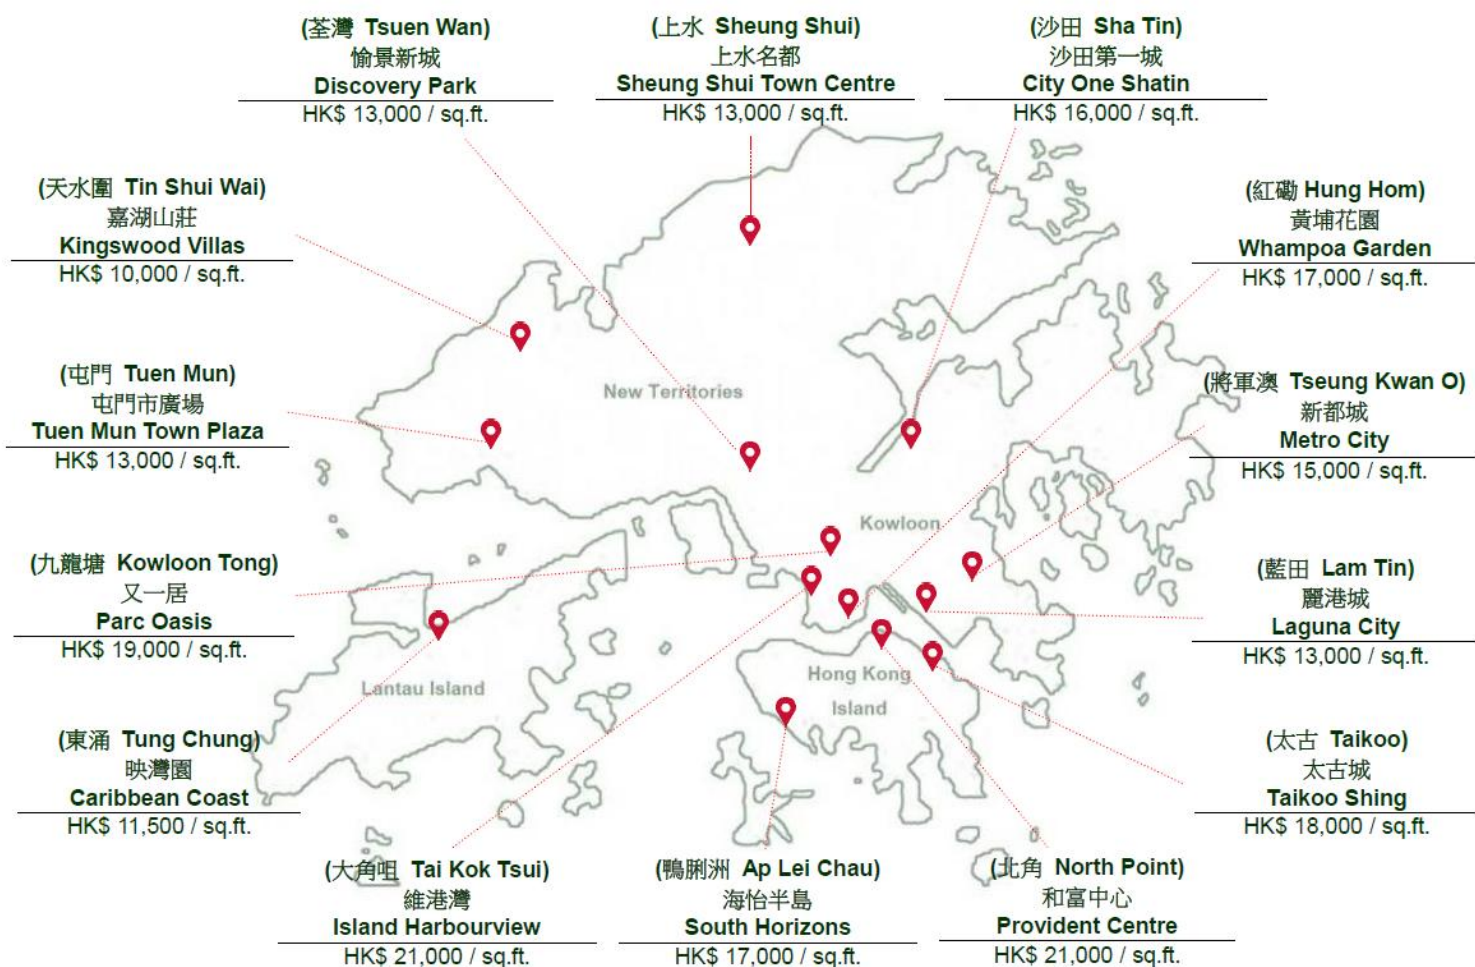 (荃灣 Tsuen Wan)
愉景新城
Discovery Park
HK$ 13,000 / sq.ft.
(上水 Sheung Shui)
上水名都
Sheung Shui Town Centre
HK$ 13,000 / sq.ft.
(沙田 Sha Tin)
沙田第一城
City One Shatin
HK$ 16,000 / sq.ft.
(天水圍 Tin Shui Wai)
嘉湖山莊
Kingswood Villas
HK$ 10,000 / sq.ft.
(紅磡 Hung Hom)
黃埔花園
Whampoa Garden
HK$ 17,000 / sq.ft.
(屯門 Tuen Mun)
屯門市廣場
Tuen Mun Town Plaza
HK$ 13,000 / sq.ft.
New Territories
(將軍澳 Tseung Kwan O)
新都城
Metro City
HK$ 15,000 / sq.ft.
Kowloon
(九龍塘 Kowloon Tong)
又一居
Parc Oasis
HK$ 19,000 / sq.ft.
(藍田 Lam Tin)
麗港城
Laguna City
HK$ 13,000 / sq.ft.
Lantau Island
Hong Kong
Island
(東涌 Tung Chung)
映灣園
Caribbean Coast
HK$ 11,500 / sq.ft.
(太古 Taikoo)
太古城
Taikoo Shing
HK$ 18,000 / sq.ft.
(大角咀 Tai Kok Tsui)
維港灣
Island Harbourview
HK$ 21,000 / sq.ft.
(鴨脷洲 Ap Lei Chau)
海怡半島
South Horizons
HK$ 17,000 / sq.ft.
(北角 North Point)
和富中心
Provident Centre
HK$ 21,000 / sq.ft.